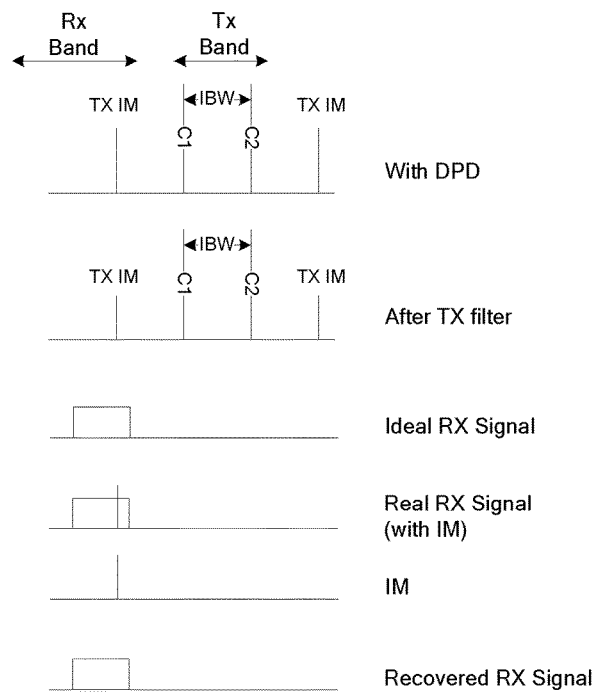 Rx
Band
Tx
Band
TX IM
IBW
TX IM
C1
C2
With DPD
IBW
TX IM
C1
C2
TX IM
After TX filter
Ideal RX Signal
Real RX Signal
(with IM)
IM
Recovered RX Signal